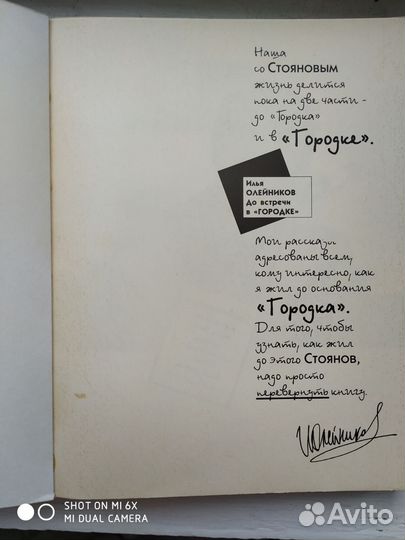 Наша
со СТОЯНОВЫМ
жизнь делится
пока на две части -
до «Городка»
и в «Городке».
Илья
ОЛЕЙНИКОВ
До встречи
в «ГОРОДКЕ»
Мои рассказы
адресованы всем,
кому интересно, как
я жил до основания
«Городка».
Для того, чтобы
узнать, как жил
до этого СТОЯНОВ,
надо просто
перевернуть книгу.
ИОлейников
SHOT ON MI 6X
MI DUAL CAMERA
Avito